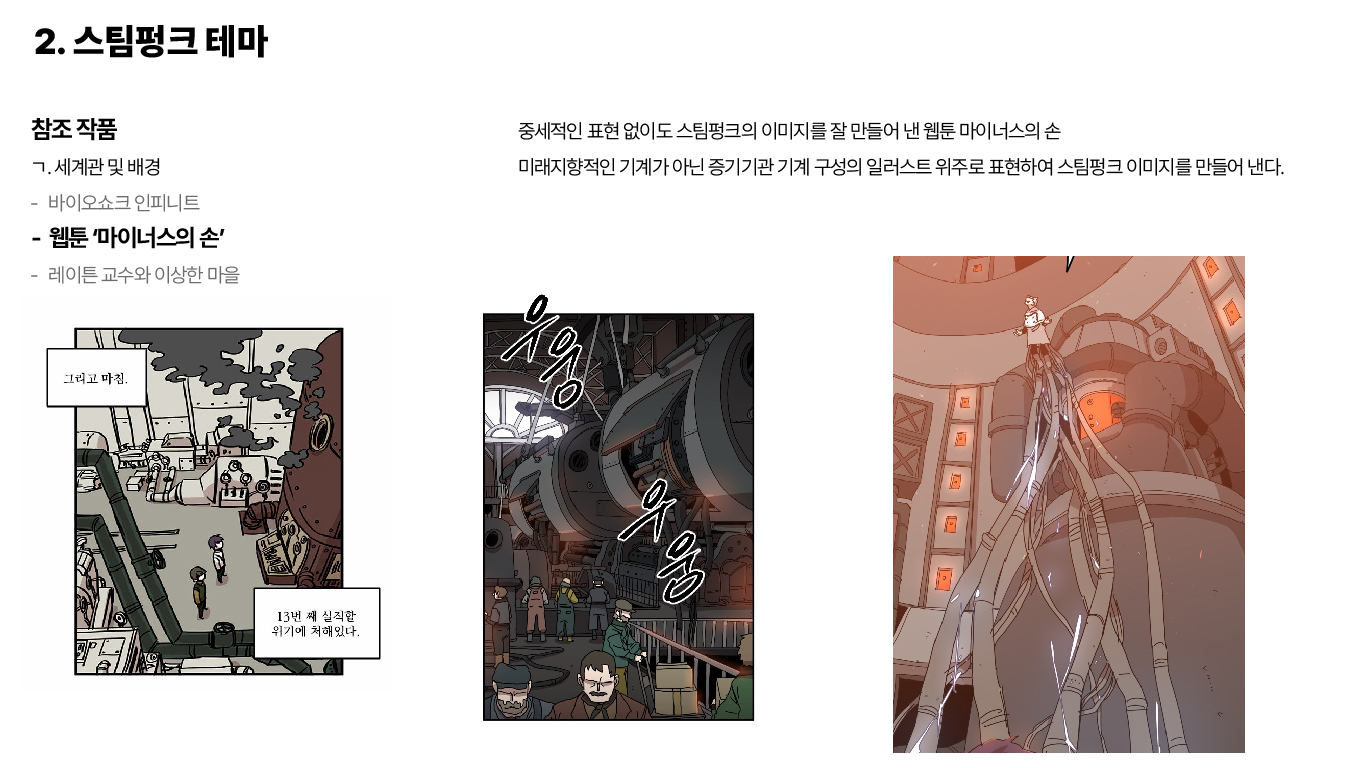 2. 스팀펑크 테마
참조 작품
ㄱ. 세계관 및 배경
- 바이오쇼크 인피니트
- 웹툰 ‘마이너스의 손’
- 레이튼 교수와 이상한 마을
중세적인 표현 없이도 스팀펑크의 이미지를 잘 만들어 낸 웹툰 마이너스의 손
미래지향적인 기계가 아닌 증기기관 기계 구성의 일러스트 위주로 표현하여 스팀펑크 이미지를 만들어 낸다.
그리고 마침.
13번 째 실직할
위기에 처해있다.
우웅
우웅